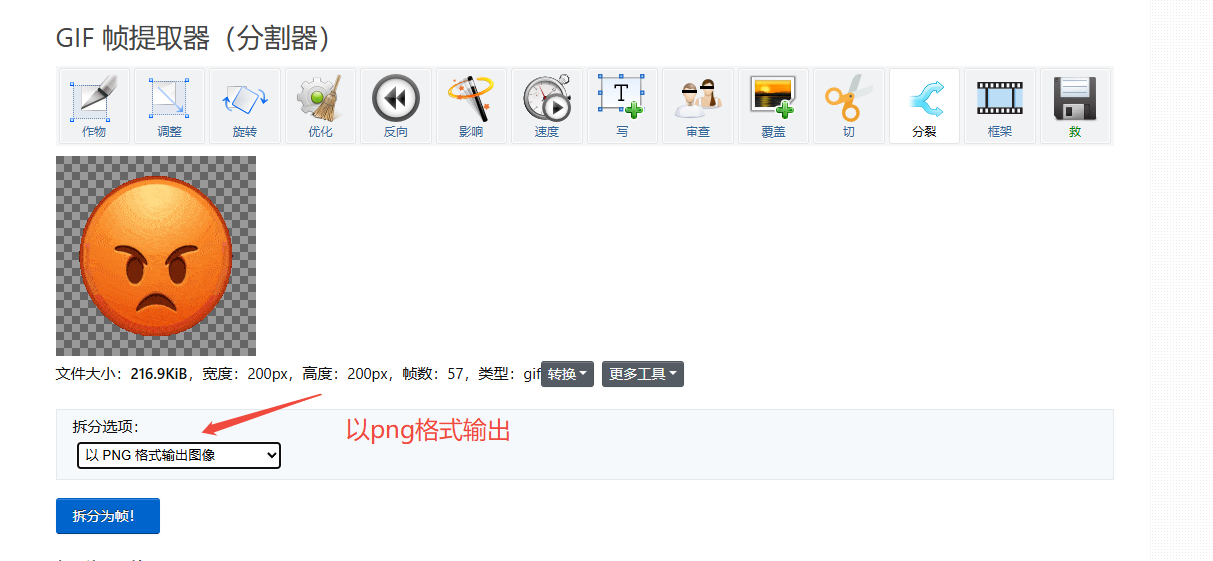 GIF 帧提取器（分割器）
作物 调整 旋转 优化 反向 影响 速度 写 审查 覆盖 切 分裂 框架 救
文件大小：216.9KiB，宽度：200px，高度：200px，帧数：57，类型：gif 转换 更多工具
拆分选项：
以png格式输出
以 PNG 格式输出图像
拆分为帧！